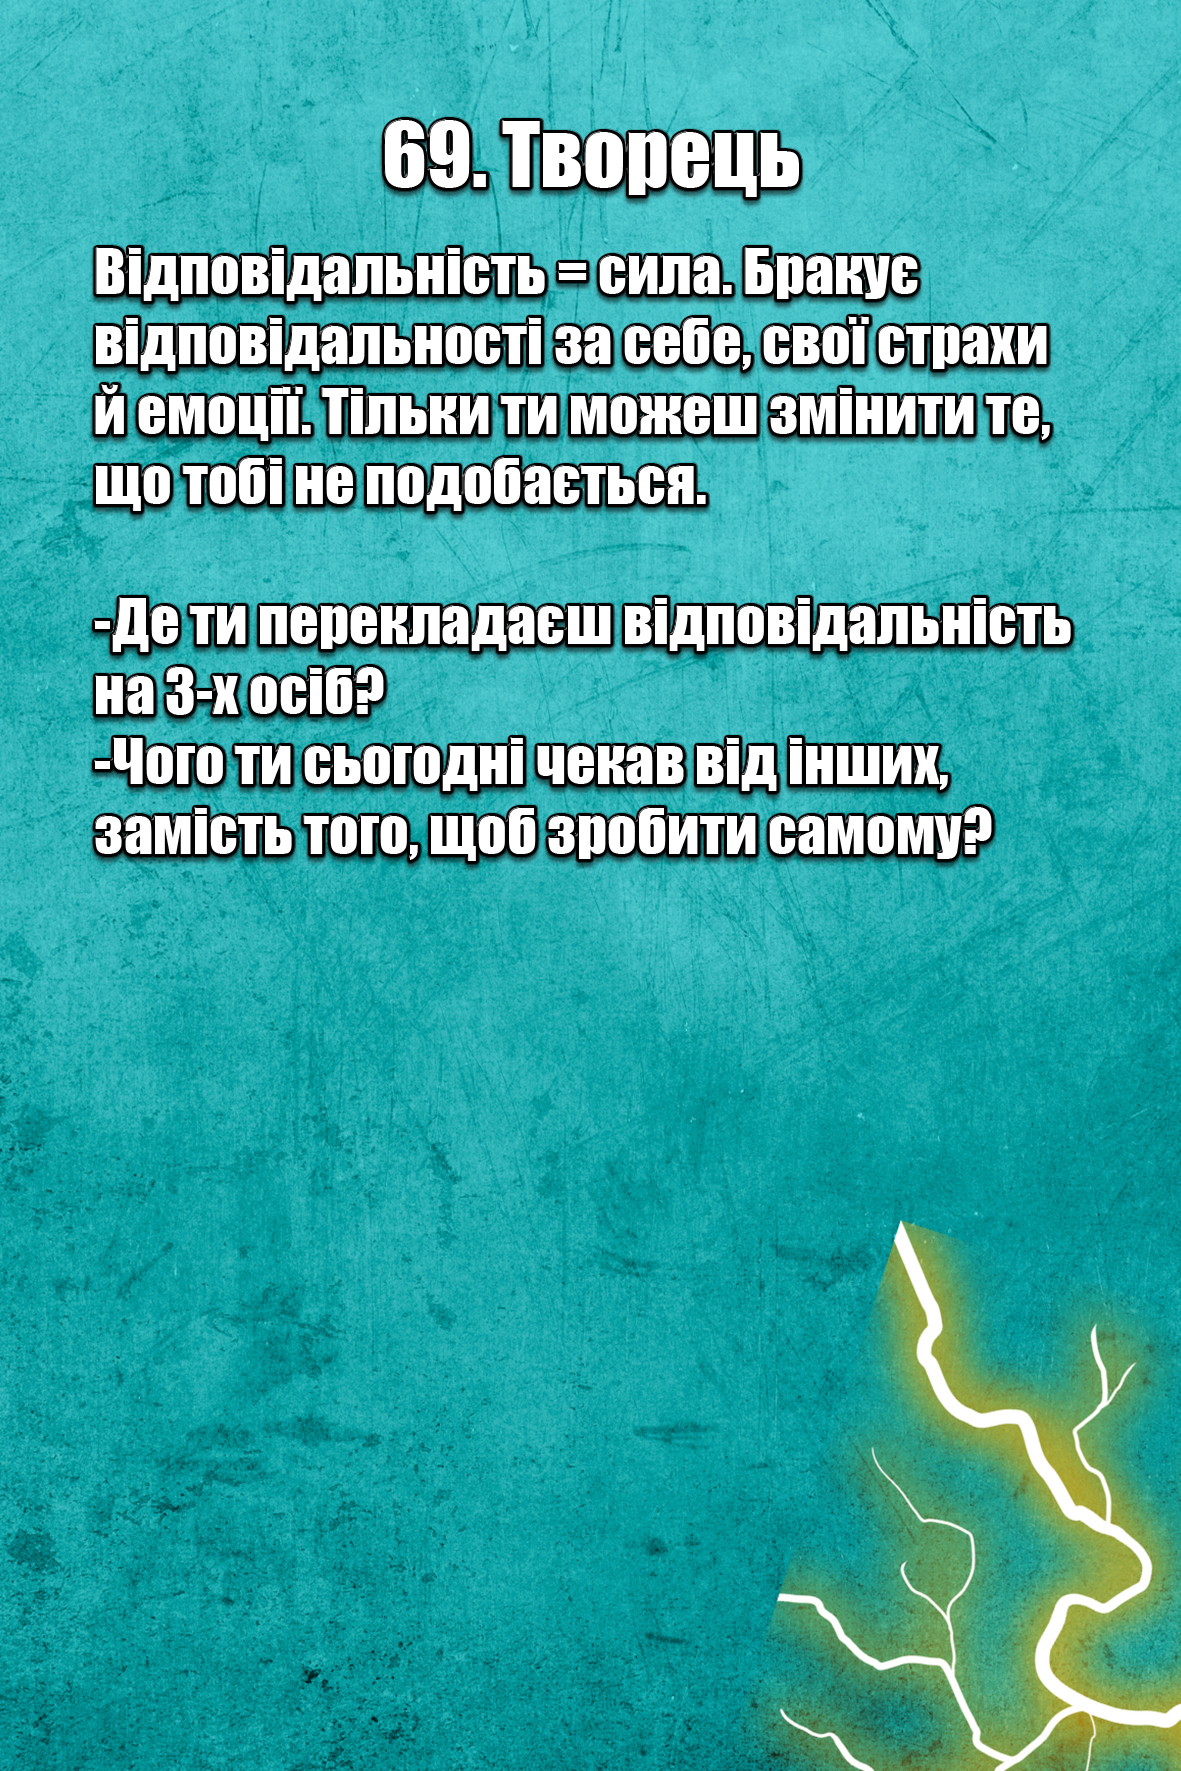 69. Творець
Відповідальність = сила. Бракує
відповідальності за себе, свої страхи
й емоції. Тільки ти можеш змінити те,
що тобі не подобається.
-Де ти перекладаєш відповідальність
на 3-х осіб?
-Чого ти сьогодні чекав від інших,
замість того, щоб зробити самому?